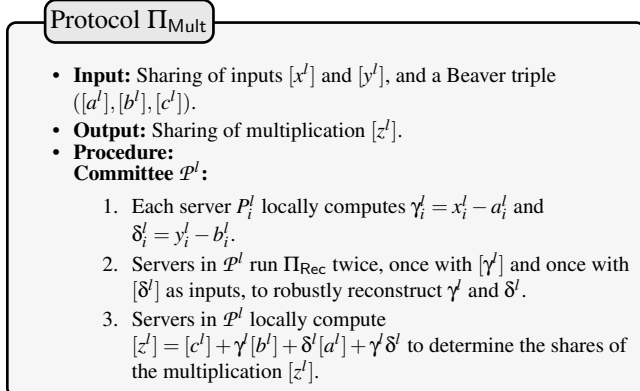 Protocol Π_Mult
• Input: Sharing of inputs [x^l] and [y^l], and a Beaver triple
([a^l],[b^l],[c^l]).
• Output: Sharing of multiplication [z^l].
• Procedure:
Committee 𝒫^l:
1. Each server P_i^l locally computes γ_i^l = x_i^l − a_i^l and
δ_i^l = y_i^l − b_i^l.
2. Servers in 𝒫^l run Π_Rec twice, once with [γ^l] and once with
[δ^l] as inputs, to robustly reconstruct γ^l and δ^l.
3. Servers in 𝒫^l locally compute
[z^l] = [c^l] + γ^l[b^l] + δ^l[a^l] + γ^lδ^l to determine the shares of
the multiplication [z^l].